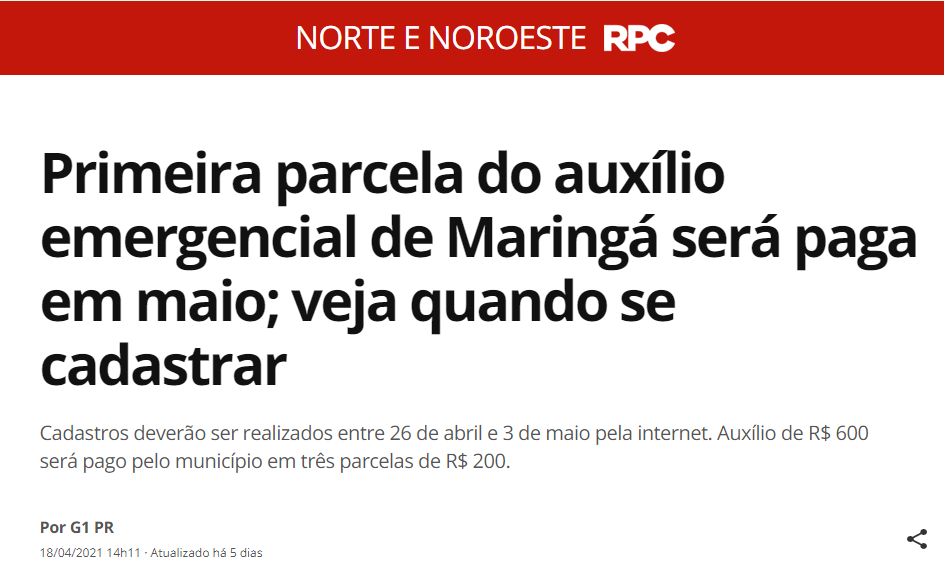 NORTE E NOROESTE RPC
Primeira parcela do auxílio
emergencial de Maringá será paga
em maio; veja quando se
cadastrar
Cadastros deverão ser realizados entre 26 de abril e 3 de maio pela internet. Auxílio de R$ 600
será pago pelo município em três parcelas de R$ 200.
Por G1 PR
18/04/2021 14h11 · Atualizado há 5 dias